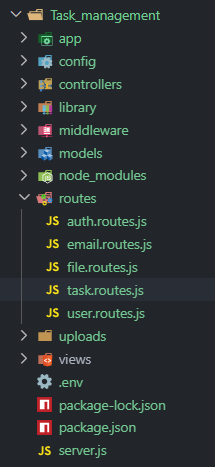 Task_management
app
config
controllers
library
middleware
models
node_modules
routes
JS auth.routes.js
JS email.routes.js
JS file.routes.js
JS task.routes.js
JS user.routes.js
uploads
views
.env
package-lock.json
package.json
JS server.js